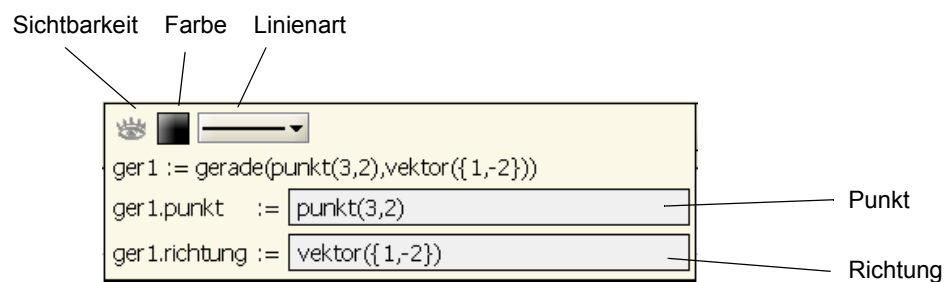 Sichtbarkeit Farbe Linienart
ger1 := gerade(punkt(3,2),vektor({1,-2}))
ger1.punkt := punkt(3,2)
Punkt
ger1.richtung := vektor({1,-2})
Richtung